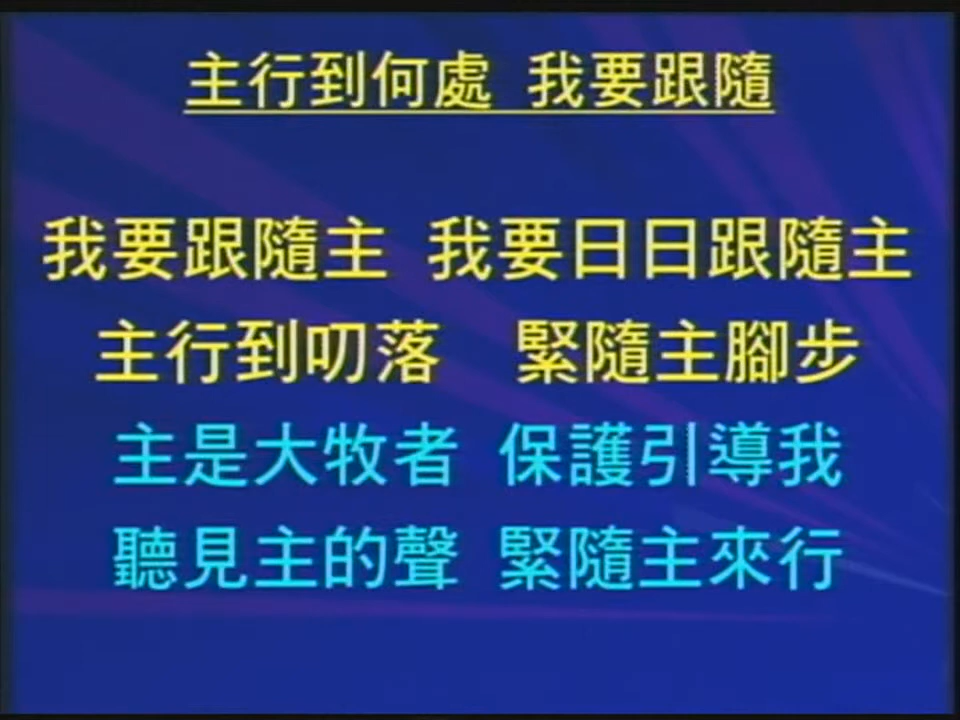 主行到何處 我要跟隨
我要跟隨主 我要日日跟隨主
主行到叨落 緊隨主腳步
主是大牧者 保護引導我
聽見主的聲 緊隨主來行